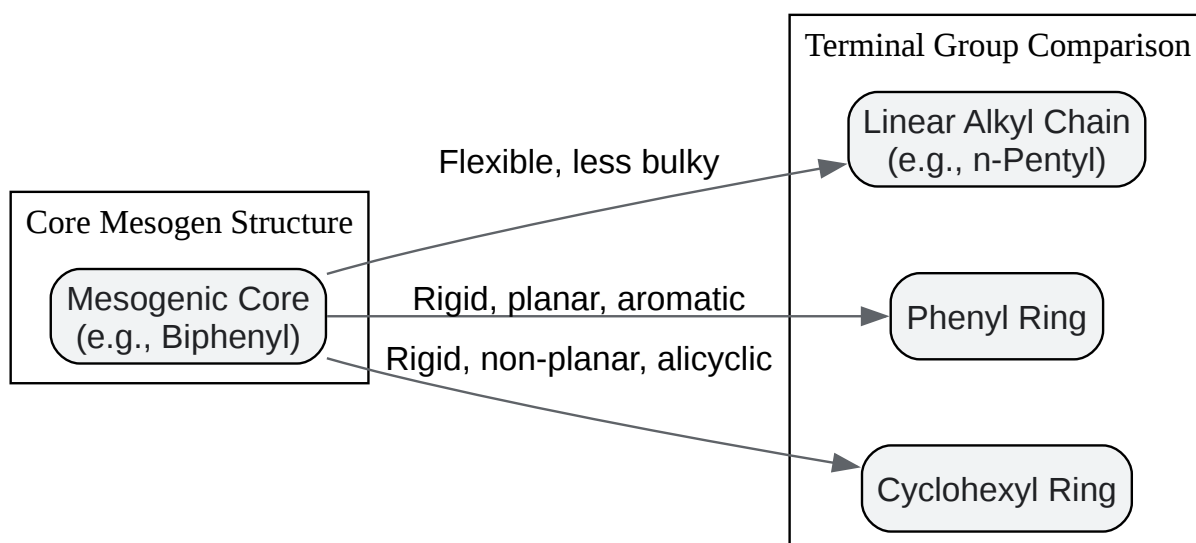 Terminal Group Comparison
Linear Alkyl Chain
(e.g., n-Pentyl)
Flexible, less bulky
Core Mesogen Structure
Mesogenic Core
(e.g., Biphenyl)
Rigid, planar, aromatic
Phenyl Ring
Rigid, non-planar, alicyclic
Cyclohexyl Ring